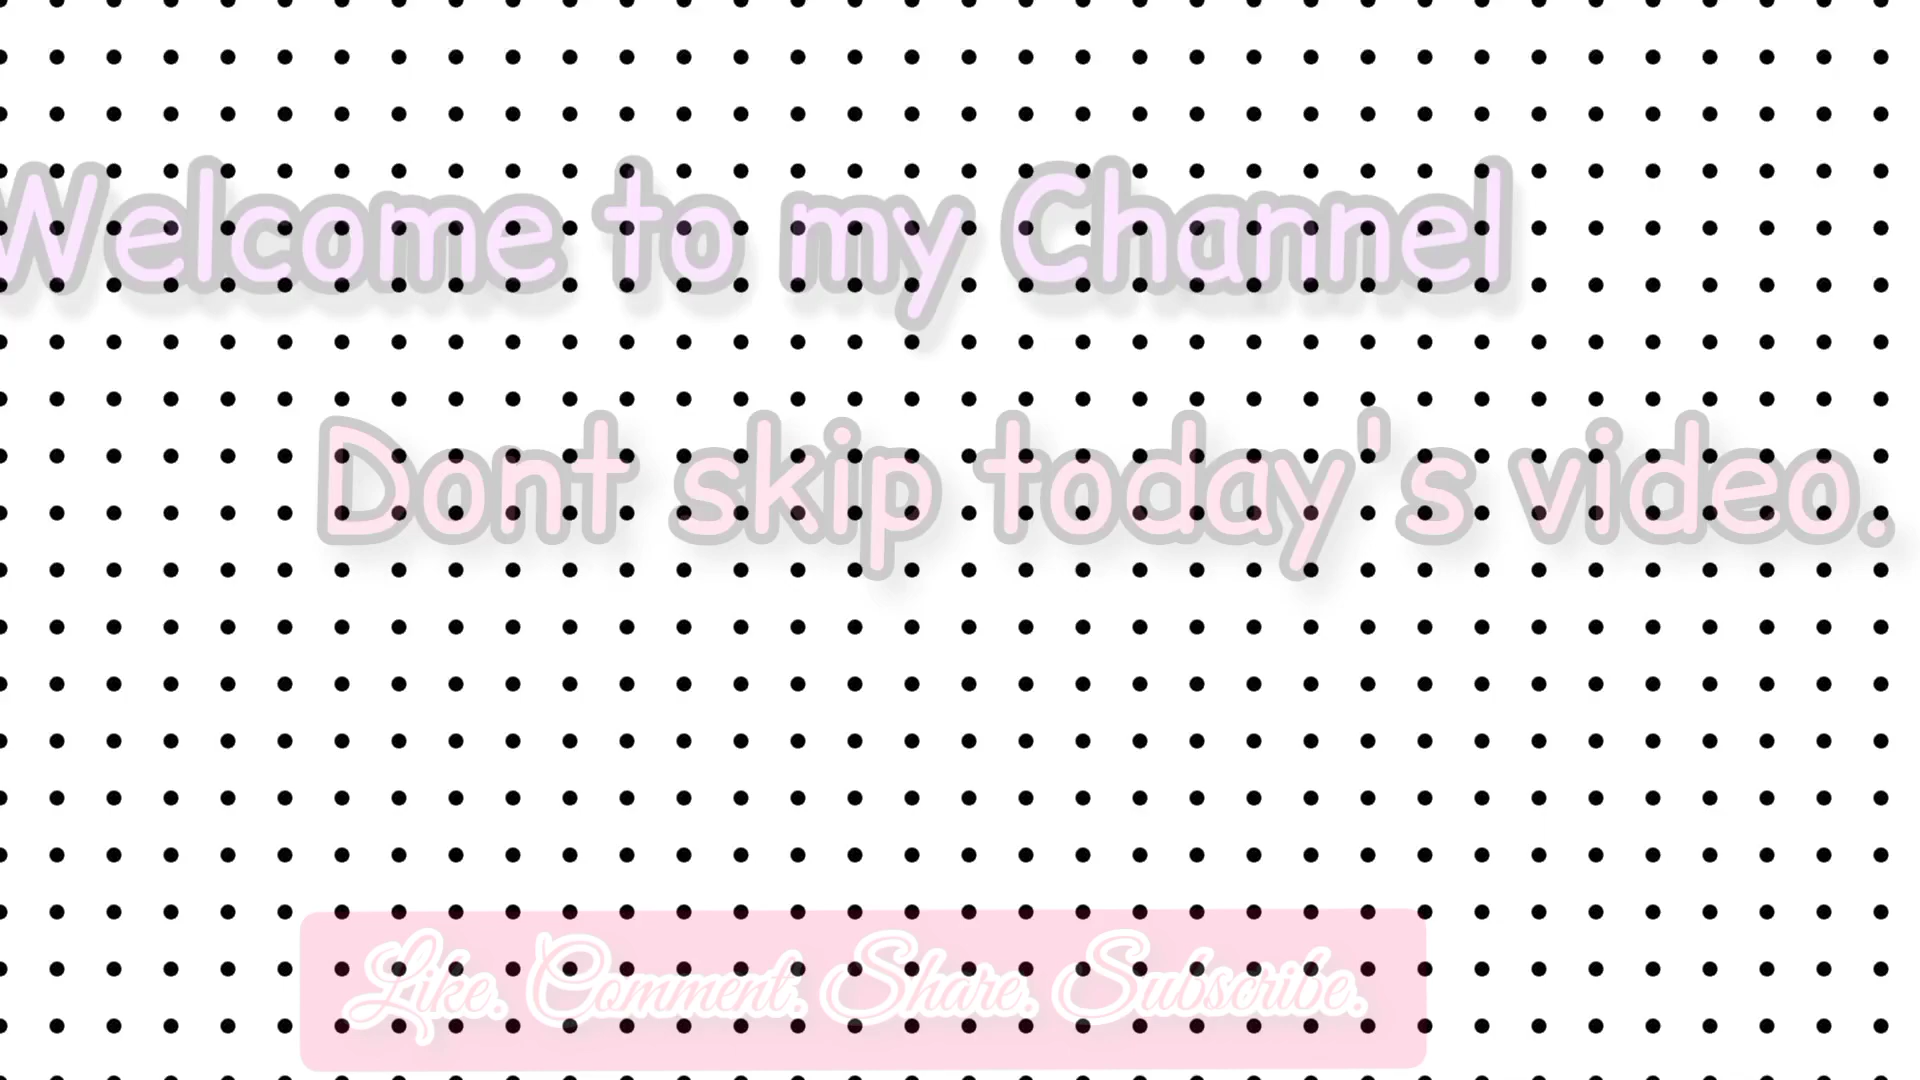 Welcome to my Channel
Dont skip today's video.
Like. Comment. Share. Subscribe.